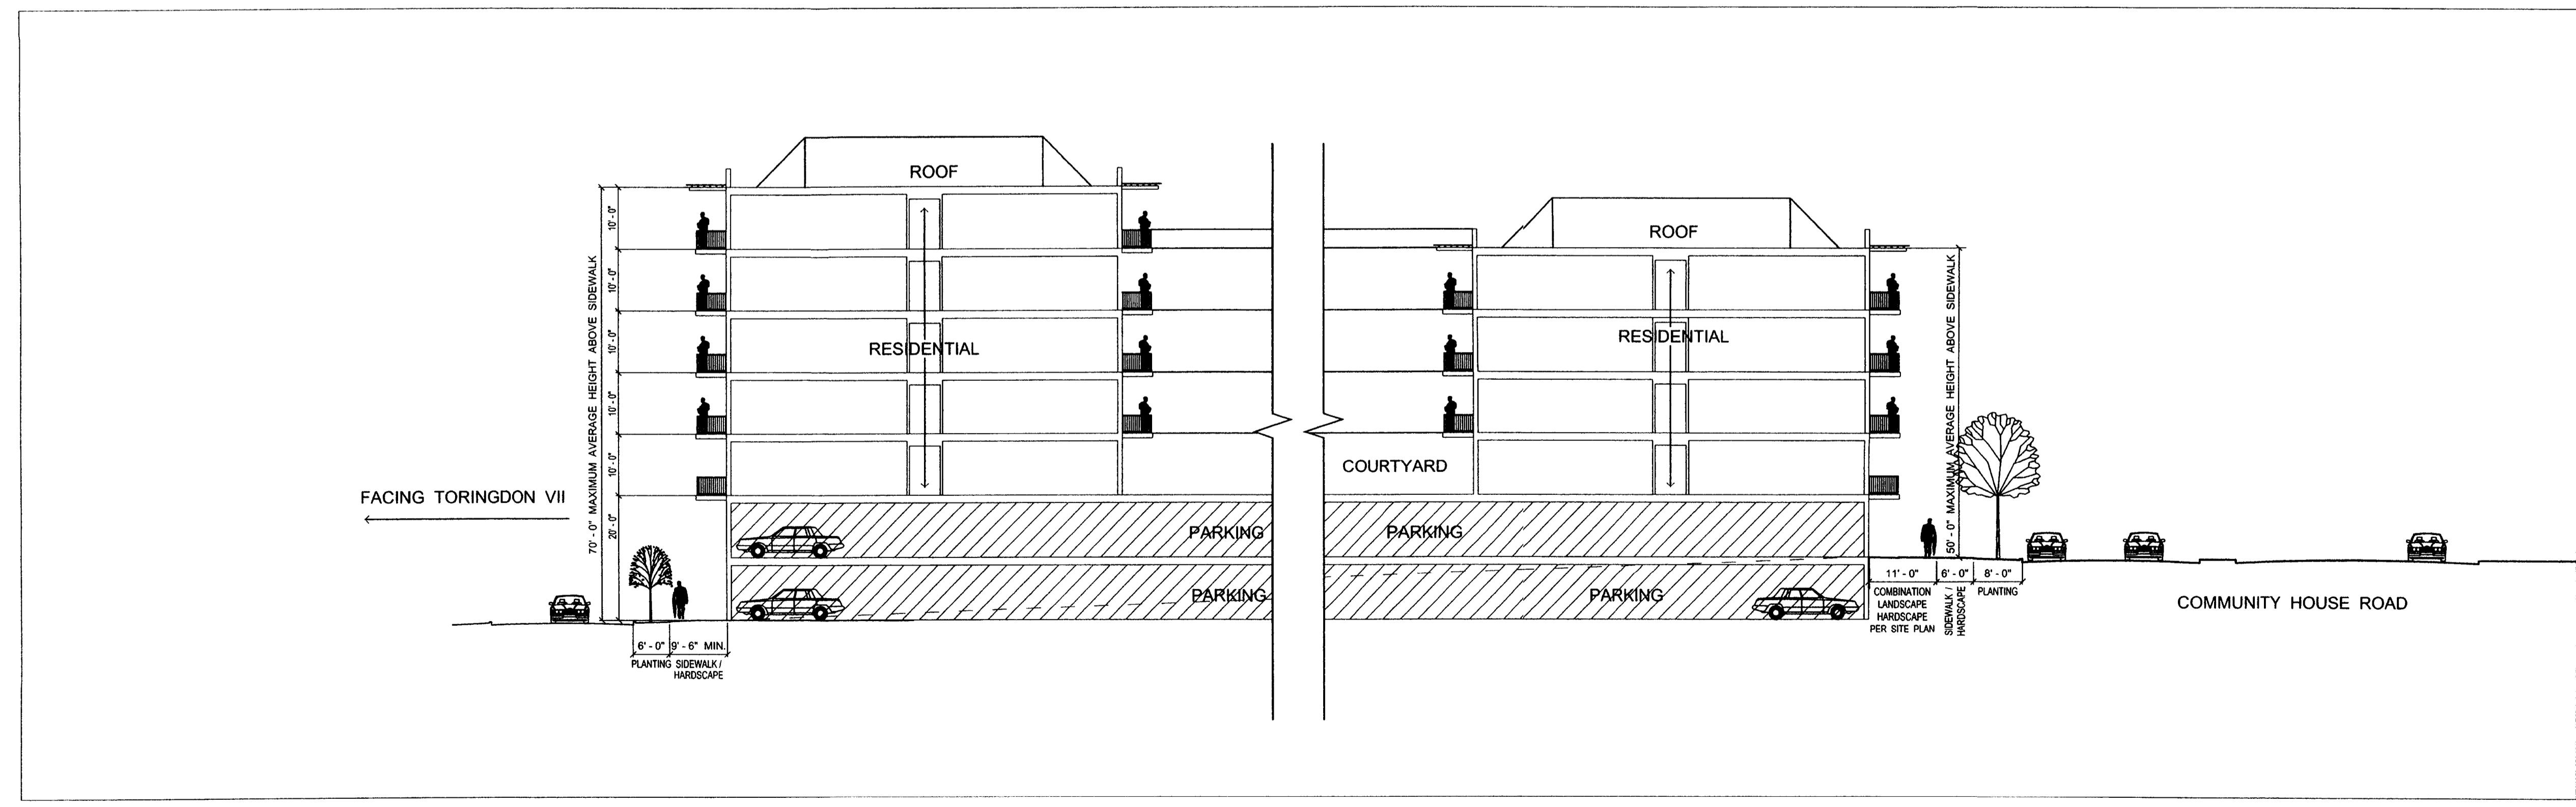 ROOF
ROOF
10' - 0"
10' - 0"
10' - 0"
10' - 0"
10' - 0"
20' - 0"
70' - 0" MAXIMUM AVERAGE HEIGHT ABOVE SIDEWALK
RESIDENTIAL
RESIDENTIAL
50' - 0" MAXIMUM AVERAGE HEIGHT ABOVE SIDEWALK
COURTYARD
FACING TORINGDON VII
PARKING
PARKING
PARKING
PARKING
11' - 0"
6' - 0"
8' - 0"
COMBINATION
LANDSCAPE
HARDSCAPE
PER SITE PLAN
SIDEWALK /
HARDSCAPE
PLANTING
COMMUNITY HOUSE ROAD
6' - 0"
9' - 6" MIN.
PLANTING
SIDEWALK /
HARDSCAPE